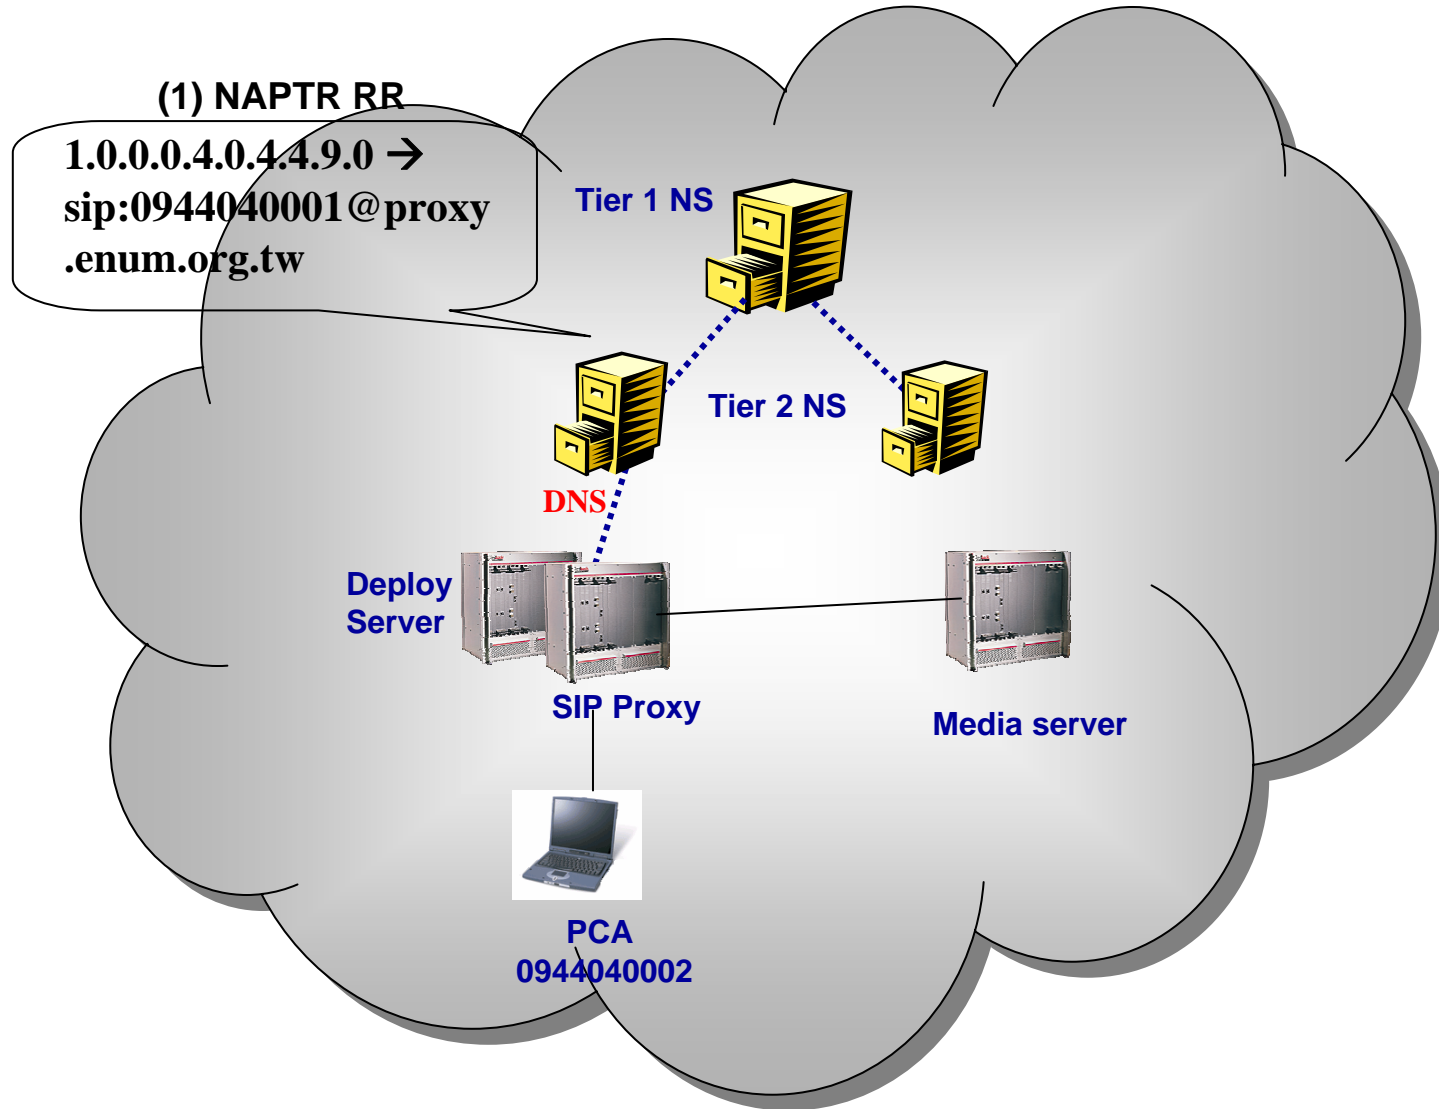 (1) NAPTR RR
1.0.0.0.4.0.4.4.9.0 →
sip:0944040001@proxy
.enum.org.tw
Tier 1 NS
Tier 2 NS
DNS
Deploy
Server
SIP Proxy
Media server
PCA
0944040002